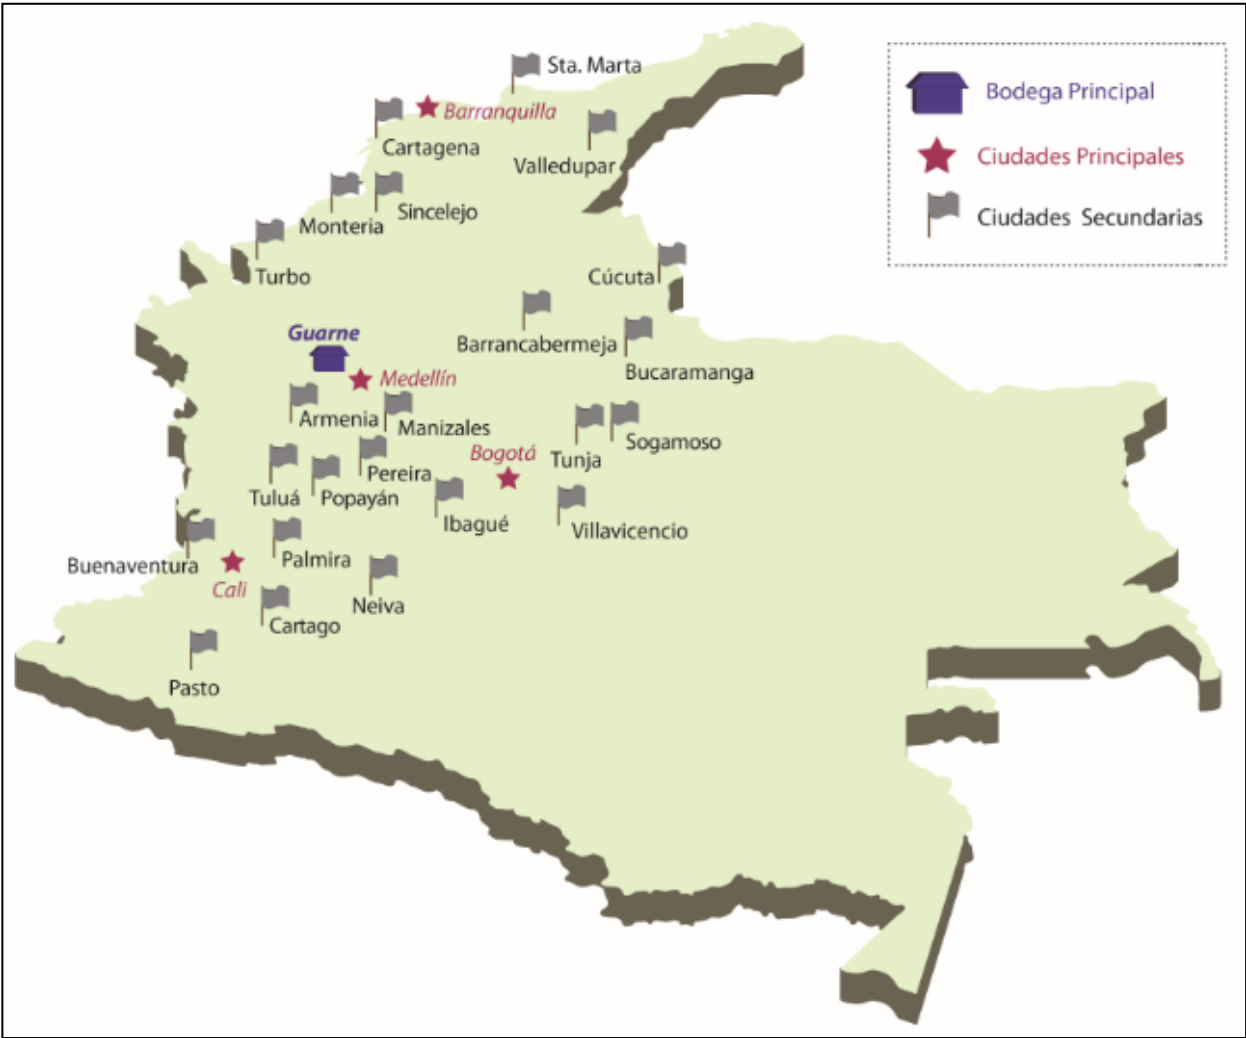 Sta. Marta
Bodega Principal
Barranquilla
Cartagena
Ciudades Principales
Valledupar
Sincelejo
Ciudades Secundarias
Monteria
Turbo
Cúcuta
Guarne
Barrancabermeja
Bucaramanga
Medellín
Armenia
Manizales
Sogamoso
Bogotá
Tunja
Pereira
Tuluá
Popayán
Ibagué
Villavicencio
Buenaventura
Palmira
Cali
Neiva
Cartago
Pasto